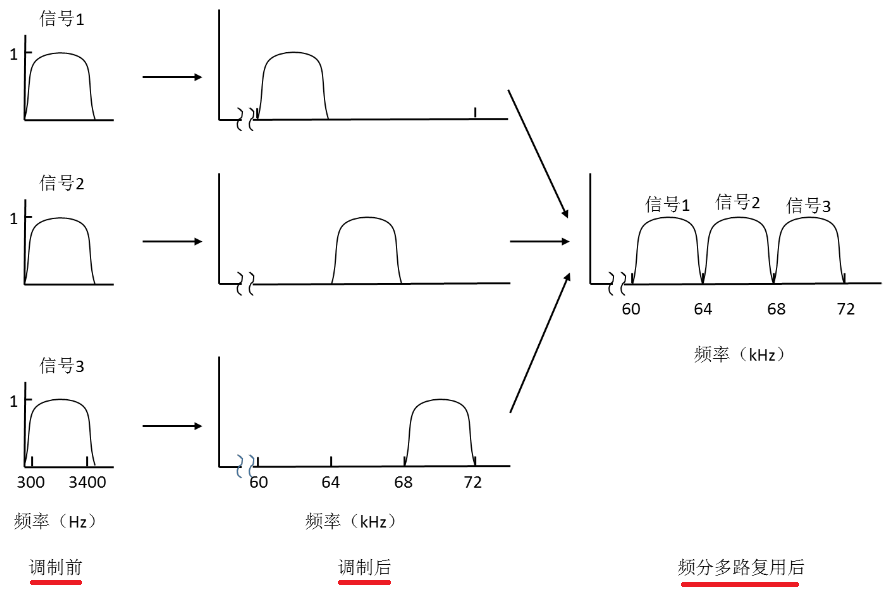 信号1
1
信号2
1
信号3
1
300 3400
频率（Hz）
调制前
60 64 68 72
频率（kHz）
调制后
信号1 信号2 信号3
60 64 68 72
频率（kHz）
频分多路复用后